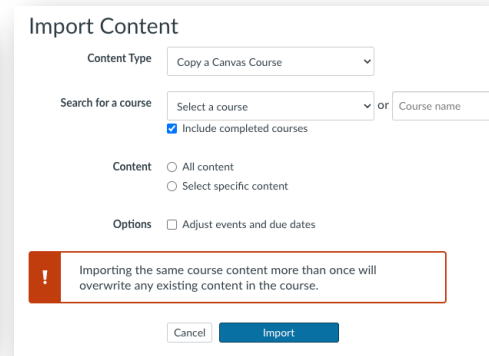 Import Content
Content Type Copy a Canvas Course
Search for a course Select a course or Course name
Include completed courses
Content All content
Select specific content
Options Adjust events and due dates
! Importing the same course content more than once will
overwrite any existing content in the course.
Cancel Import